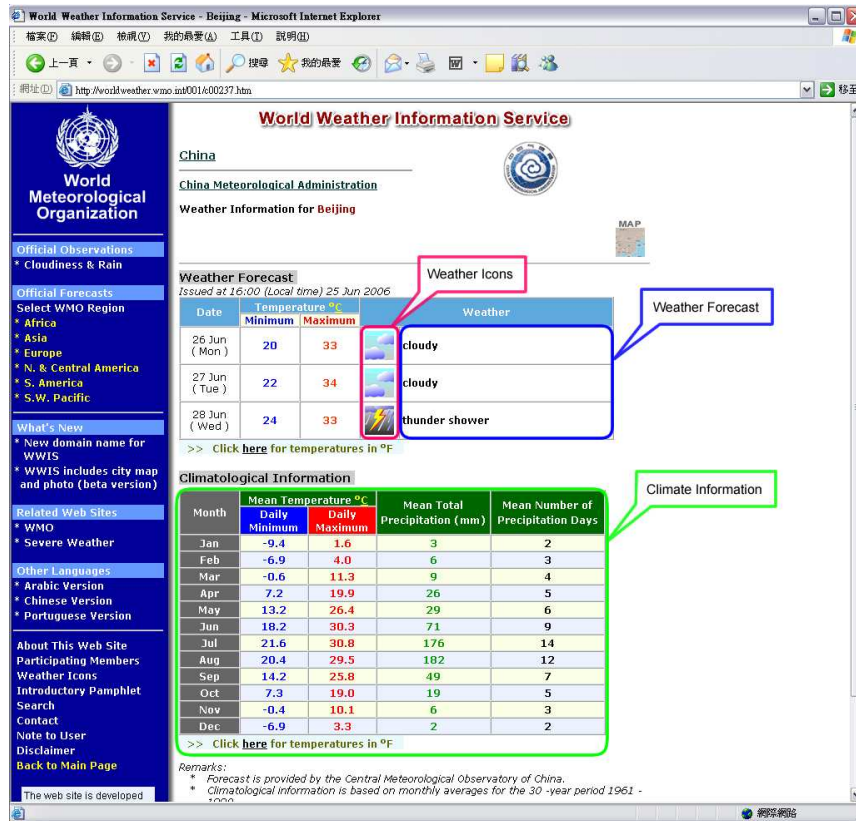 World Weather Information Service - Beijing - Microsoft Internet Explorer
檔案(F) 編輯(E) 檢視(V) 我的最愛(A) 工具(T) 說明(H)
上一頁 搜尋 我的最愛
網址(D) http://worldweather.wmo.int/001/c00237.htm 移至
World Meteorological Organization
Official Observations
* Cloudiness & Rain
Official Forecasts
Select WMO Region
* Africa
* Asia
* Europe
* N. & Central America
* S. America
* S.W. Pacific
What's New
* New domain name for WWIS
* WWIS includes city map and photo (beta version)
Related Web Sites
* WMO
* Severe Weather
Other Languages
* Arabic Version
* Chinese Version
* Portuguese Version
About This Web Site
Participating Members
Weather Icons
Introductory Pamphlet
Search
Contact
Note to User
Disclaimer
Back to Main Page
The web site is developed
World Weather Information Service
China
China Meteorological Administration
Weather Information for Beijing
MAP
Weather Forecast
Issued at 16:00 (Local time) 25 Jun 2006
Weather Icons
Weather Forecast
Date Temperature °C Weather
Minimum Maximum
26 Jun (Mon) 20 33 cloudy
27 Jun (Tue) 22 34 cloudy
28 Jun (Wed) 24 33 thunder shower
>> Click here for temperatures in °F
Climatological Information
Climate Information
Month Mean Temperature °C Mean Total Precipitation (mm) Mean Number of Precipitation Days
Daily Minimum Daily Maximum
Jan -9.4 1.6 3 2
Feb -6.9 4.0 6 3
Mar -0.6 11.3 9 4
Apr 7.2 19.9 26 5
May 13.2 26.4 29 6
Jun 18.2 30.3 71 9
Jul 21.6 30.8 176 14
Aug 20.4 29.5 182 12
Sep 14.2 25.8 49 7
Oct 7.3 19.0 19 5
Nov -0.4 10.1 6 3
Dec -6.9 3.3 2 2
>> Click here for temperatures in °F
Remarks:
* Forecast is provided by the Central Meteorological Observatory of China.
* Climatological information is based on monthly averages for the 30 -year period 1961 -
網際網路